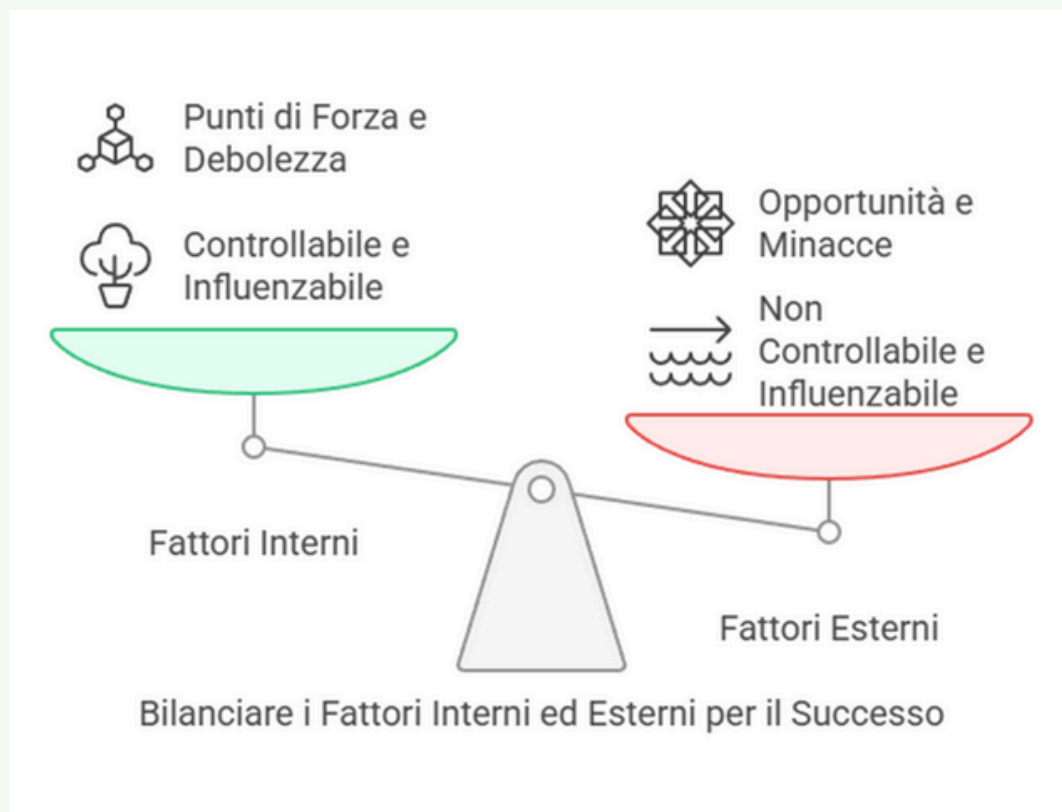 Punti di Forza e
Debolezza
Controllabile e
Influenzabile
Opportunità e
Minacce
Non
Controllabile e
Influenzabile
Fattori Interni
Fattori Esterni
Bilanciare i Fattori Interni ed Esterni per il Successo